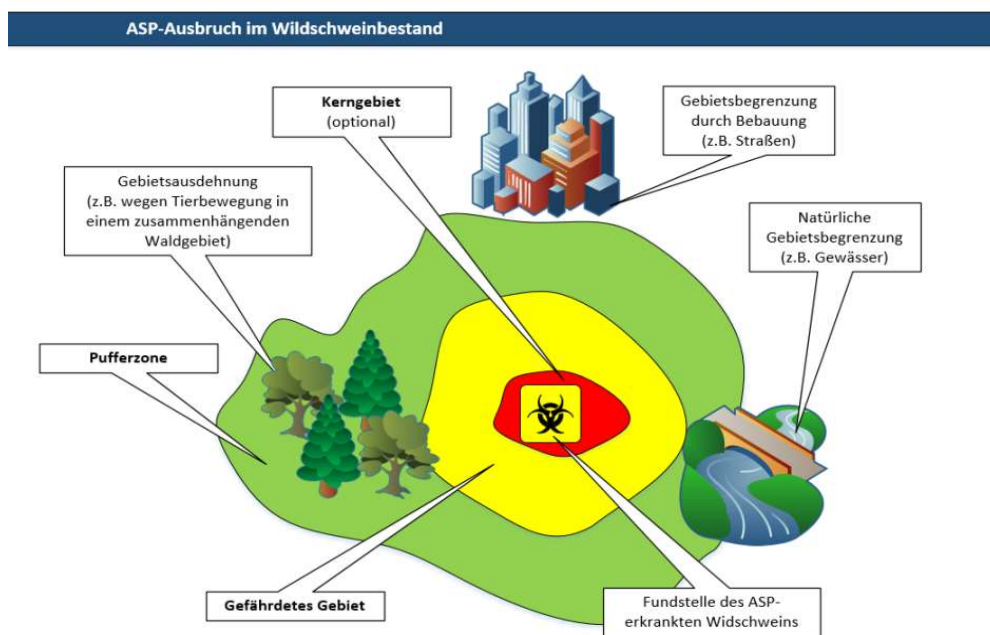 ASP-Ausbruch im Wildschweinbestand
Kerngebiet
(optional)
Gebietsbegrenzung
durch Bebauung
(z.B. Straßen)
Gebietsausdehnung
(z.B. wegen Tierbewegung in
einem zusammenhängenden
Waldgebiet)
Natürliche
Gebietsbegrenzung
(z.B. Gewässer)
Pufferzone
Gefährdetes Gebiet
Fundstelle des ASP-
erkrankten Widschweins